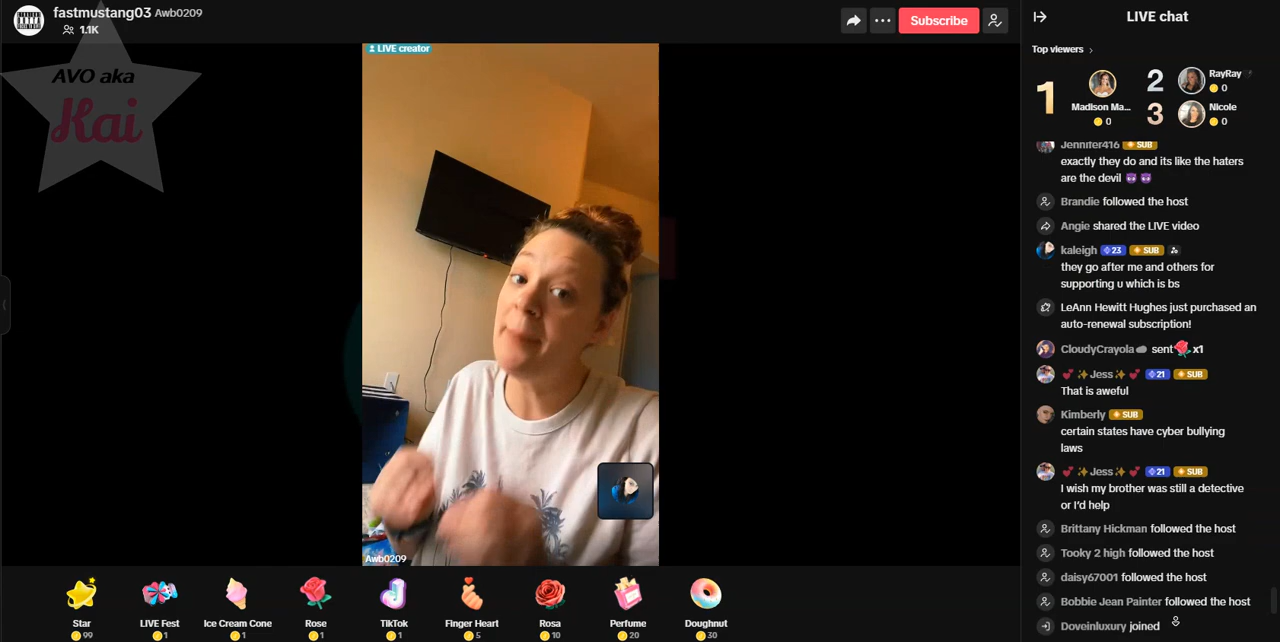 fastmustang03 Awb0209
1.1K
Subscribe
AVO aka
Kai
LIVE creator
Awb0209
Star
99
LIVE Fest
1
Ice Cream Cone
1
Rose
1
TikTok
1
Finger Heart
5
Rosa
10
Perfume
20
Doughnut
30
LIVE chat
Top viewers
1
Madison Ma...
0
2
RayRay
0
3
Nicole
0
Jennifer416 SUB
exactly they do and its like the haters
are the devil 😈 😈
Brandie followed the host
Angie shared the LIVE video
kaleigh 23 SUB
they go after me and others for
supporting u which is bs
LeAnn Hewitt Hughes just purchased an
auto-renewal subscription!
CloudyCrayola☁ sent🌹x1
💕 ✨Jess✨ 💕 21 SUB
That is aweful
Kimberly SUB
certain states have cyber bullying
laws
💕 ✨Jess✨ 💕 21 SUB
I wish my brother was still a detective
or I'd help
Brittany Hickman followed the host
Tooky 2 high followed the host
daisy67001 followed the host
Bobbie Jean Painter followed the host
Doveinluxury joined